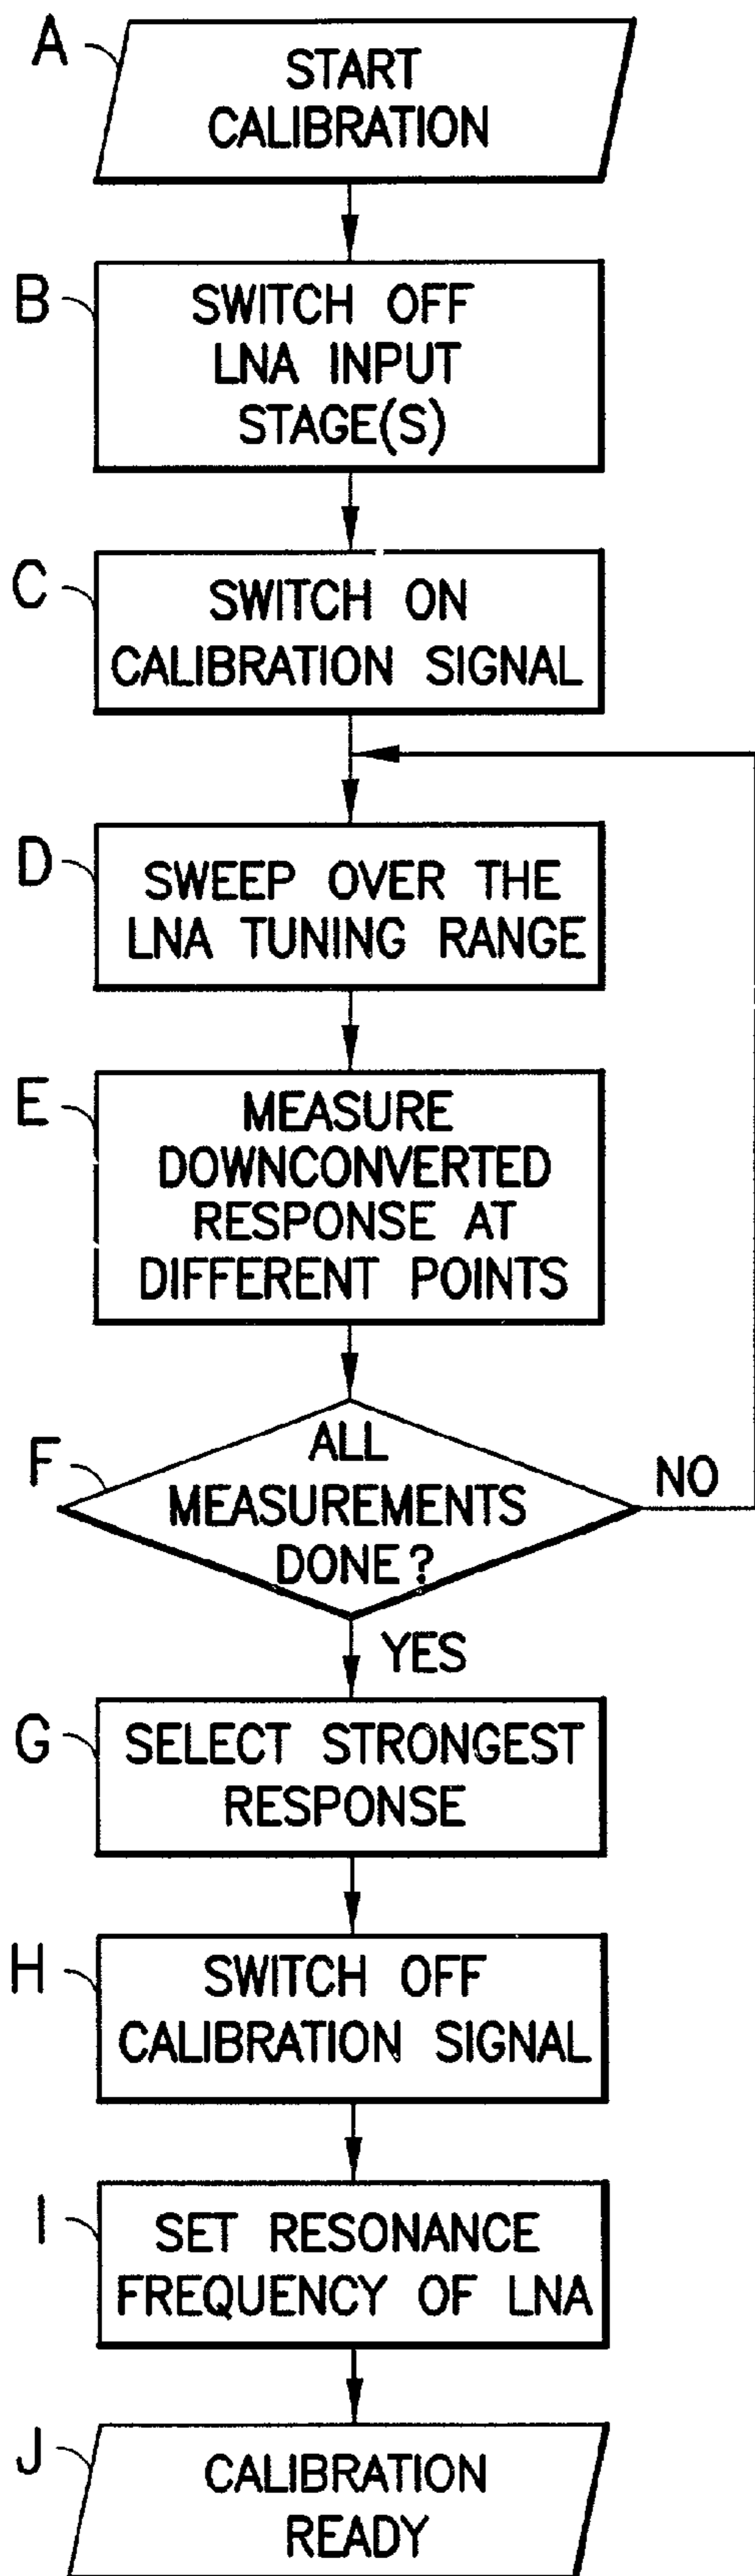 A
START
CALIBRATION
B
SWITCH OFF
LNA INPUT
STAGE(S)
C
SWITCH ON
CALIBRATION SIGNAL
D
SWEEP OVER THE
LNA TUNING RANGE
E
MEASURE
DOWNCONVERTED
RESPONSE AT
DIFFERENT POINTS
F
ALL
MEASUREMENTS
DONE?
NO
YES
G
SELECT STRONGEST
RESPONSE
H
SWITCH OFF
CALIBRATION SIGNAL
I
SET RESONANCE
FREQUENCY OF LNA
J
CALIBRATION
READY